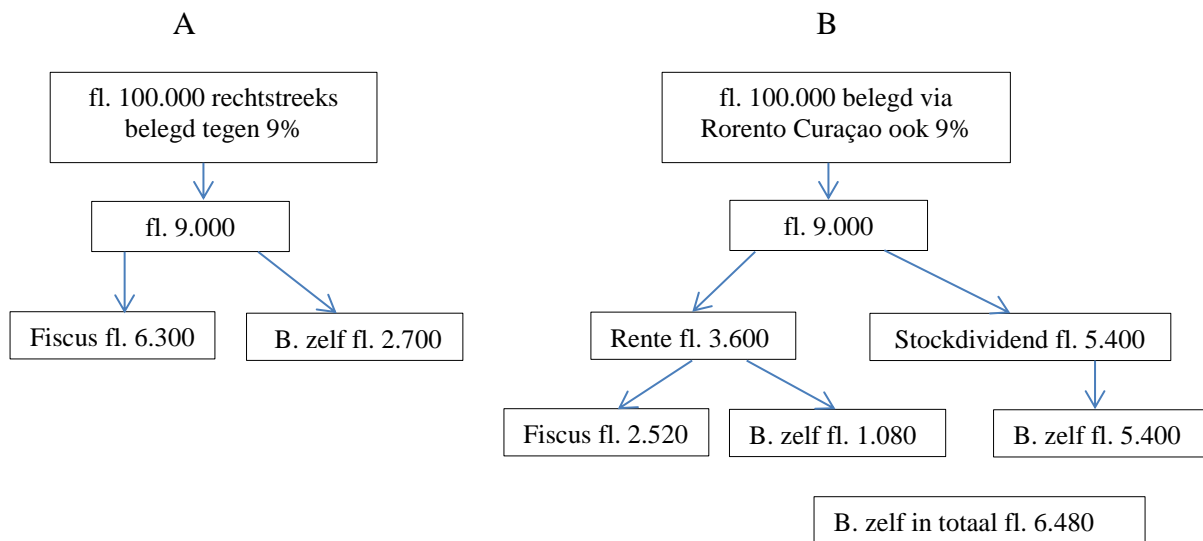 A
fl. 100.000 rechtstreeks
belegd tegen 9%
fl. 9.000
Fiscus fl. 6.300
B. zelf fl. 2.700
B
fl. 100.000 belegd via
Rorento Curaçao ook 9%
fl. 9.000
Rente fl. 3.600
Stockdividend fl. 5.400
Fiscus fl. 2.520
B. zelf fl. 1.080
B. zelf fl. 5.400
B. zelf in totaal fl. 6.480